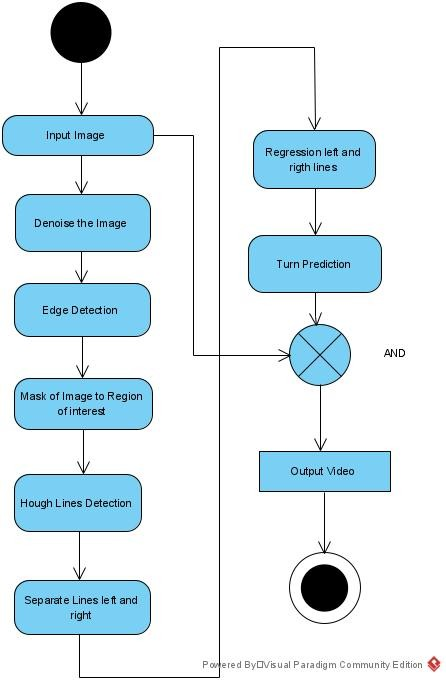 Input Image
Denoise the Image
Edge Detection
Mask of Image to Region
of interest
Hough Lines Detection
Separate Lines left and
right
Regression left and
rigth lines
Turn Prediction
AND
Output Video
Powered By Visual Paradigm Community Edition